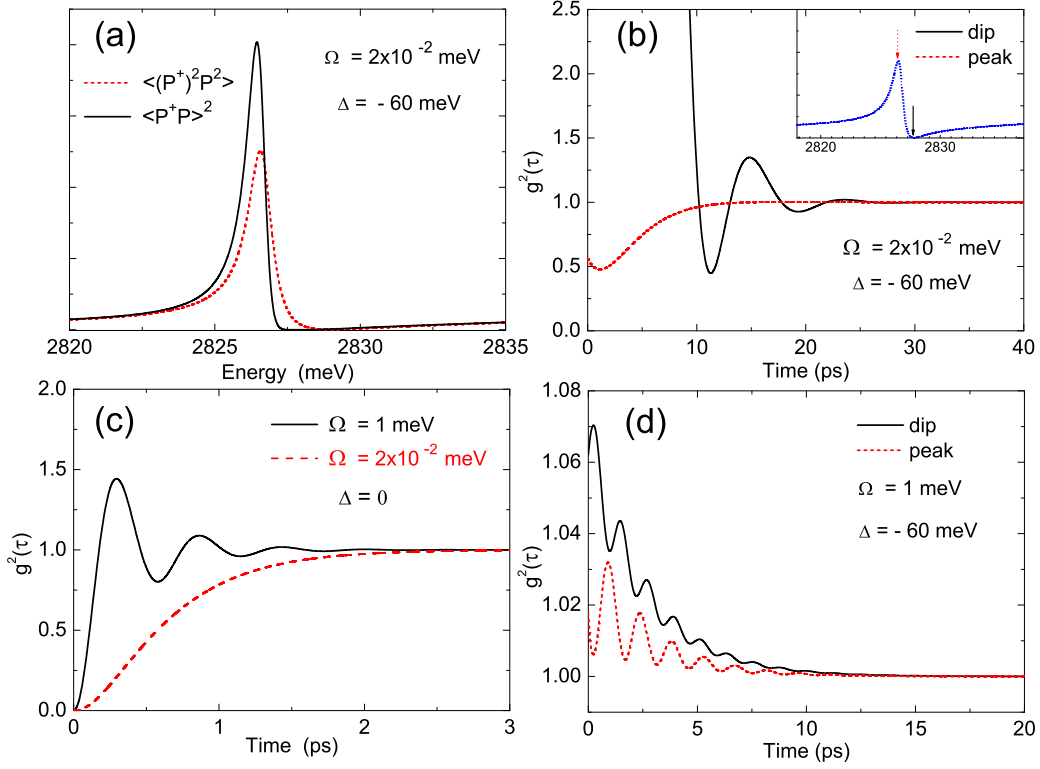 (a)
Ω = 2x10⁻² meV
<(P⁺)²P²>
<P⁺P>²
Δ = - 60 meV
2820 2825 2830 2835
Energy (meV)
(b)
dip
peak
2820 2830
Ω = 2x10⁻² meV
Δ = - 60 meV
g²(τ)
2.5
2.0
1.5
1.0
0.5
0.0
0 10 20 30 40
Time (ps)
(c)
Ω = 1 meV
Ω = 2x10⁻² meV
Δ = 0
g²(τ)
2.0
1.5
1.0
0.5
0.0
0 1 2 3
Time (ps)
(d)
dip
peak
Ω = 1 meV
Δ = - 60 meV
g²(τ)
1.08
1.06
1.04
1.02
1.00
0 5 10 15 20
Time (ps)